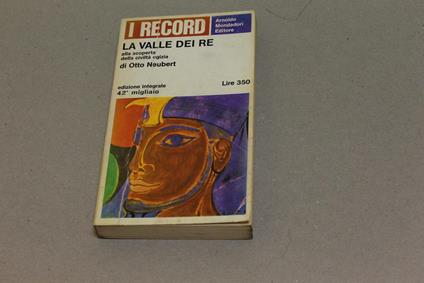 I RECORD
Arnoldo
Mondadori
Editore
LA VALLE DEI RE
alla scoperta
della civiltà egizia
di Otto Neubert
Lire 350
edizione integrale
42° migliaio